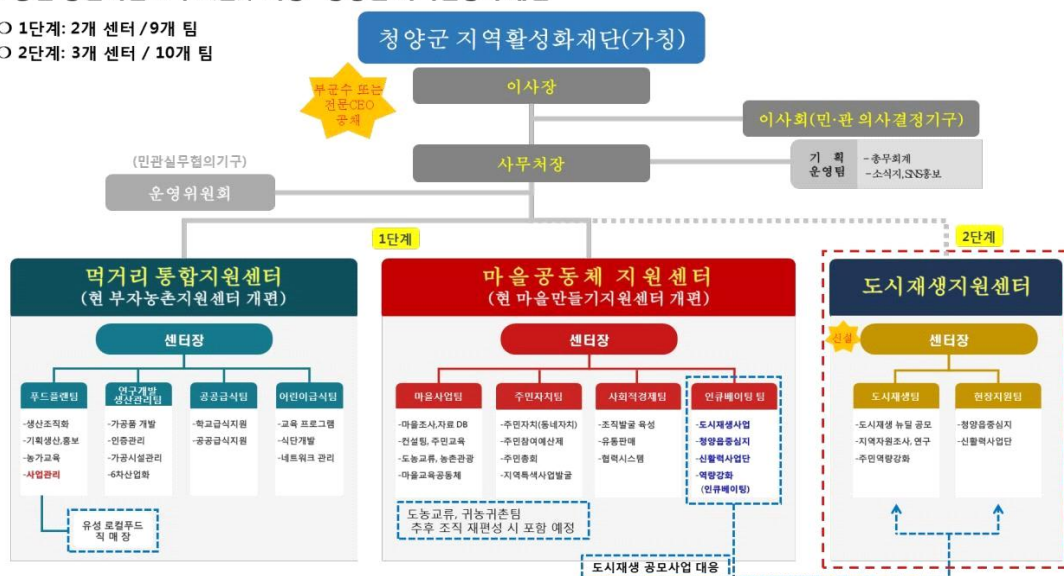 ○ 1단계: 2개 센터 / 9개 팀
○ 2단계: 3개 센터 / 10개 팀
청양군 지역활성화재단(가칭)
이사장
부군수 또는
전문CEO
공채
이사회(민·관 의사결정기구)
사무처장
기 획
운영팀
- 총무회계
- 소식지,SNS홍보
(민관실무협의기구)
운영위원회
1단계
2단계
먹거리 통합지원센터
(현 부자농촌지원센터 개편)
센터장
푸드플랜팀
-생산조직화
-기획생산,홍보
-농가교육
-사업관리
연구개발
생산관리팀
-가공품 개발
-인증관리
-가공시설관리
-6차산업화
공공급식팀
-학교급식지원
-공공급식지원
어린이급식팀
-교육 프로그램
-식단개발
-네트워크 관리
유성 로컬푸드
직 매 장
마을공동체 지원센터
(현 마을만들기지원센터 개편)
센터장
마을사업팀
-마을조사,자료 DB
-컨설팅, 주민교육
-도농교류, 농촌관광
-마을교육공동체
주민자치팀
-주민자치(동네자치)
-주민참여예산제
-주민총회
-지역특색사업발굴
사회적경제팀
-조직발굴 육성
-유통판매
-협력시스템
인큐베이팅 팀
-도시재생사업
-청양읍중심지
-신활력사업단
-역량강화
(인큐베이팅)
도농교류, 귀농귀촌팀
추후 조직 재편성 시 포함 예정
도시재생 공모사업 대응
도시재생지원센터
신설
센터장
도시재생팀
-도시재생 뉴딜 공모
-지역자원조사, 연구
-주민역량강화
현장지원팀
-청양읍중심지
-신활력사업단